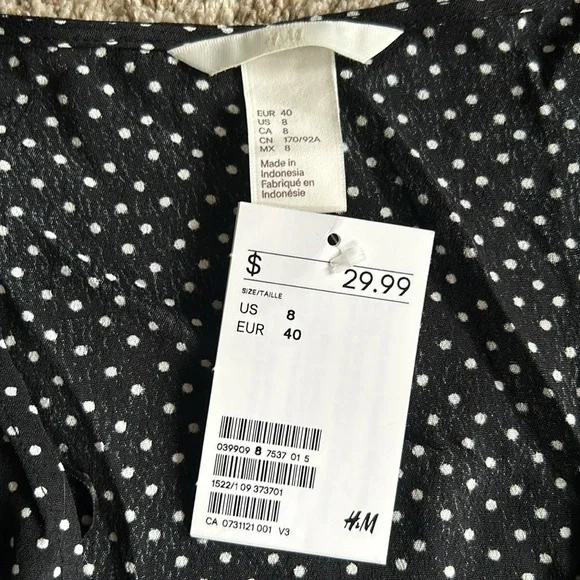 H&M
EUR 40
US 8
CA 8
CN 170/92A
MX 8
Made in
Indonesia
Fabriqué en
Indonésie
$ 29.99
SIZE/TAILLE
US 8
EUR 40
039909 8 7537 01 5
1522/1 09 373701
CA 0731121 001 V3
H&M